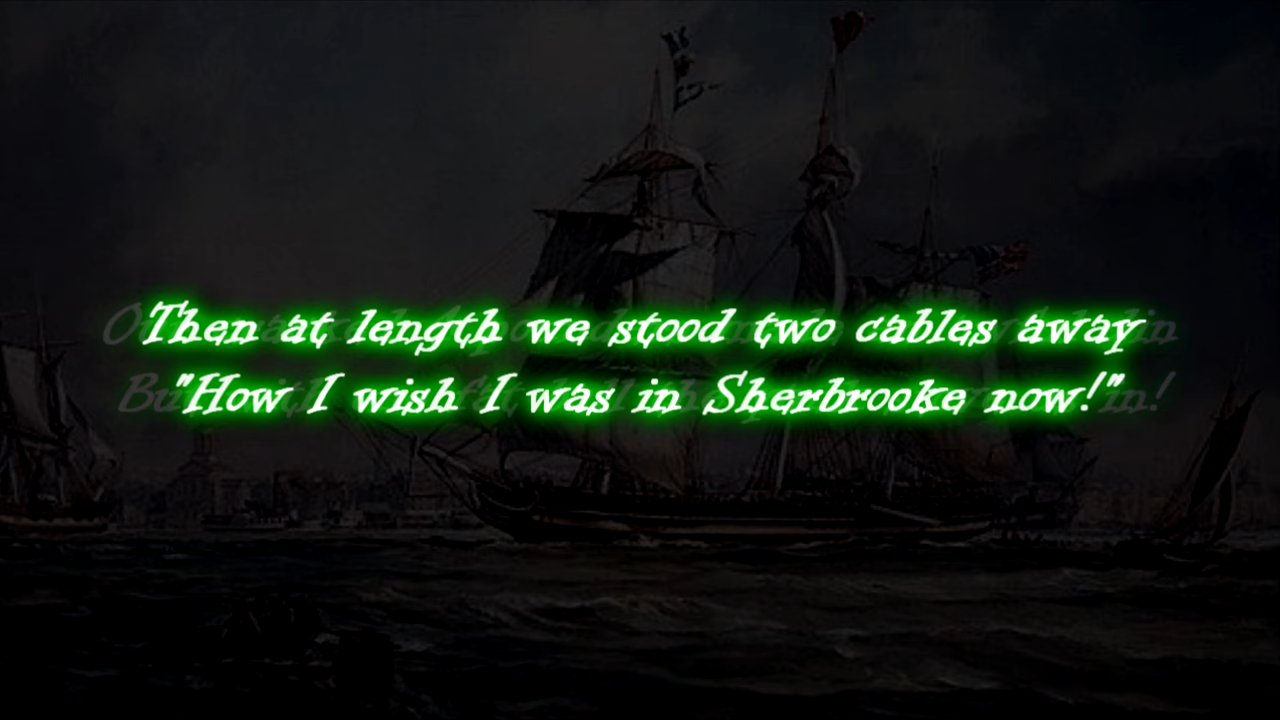 Then at length we stood two cables away
"How I wish I was in Sherbrooke now!"